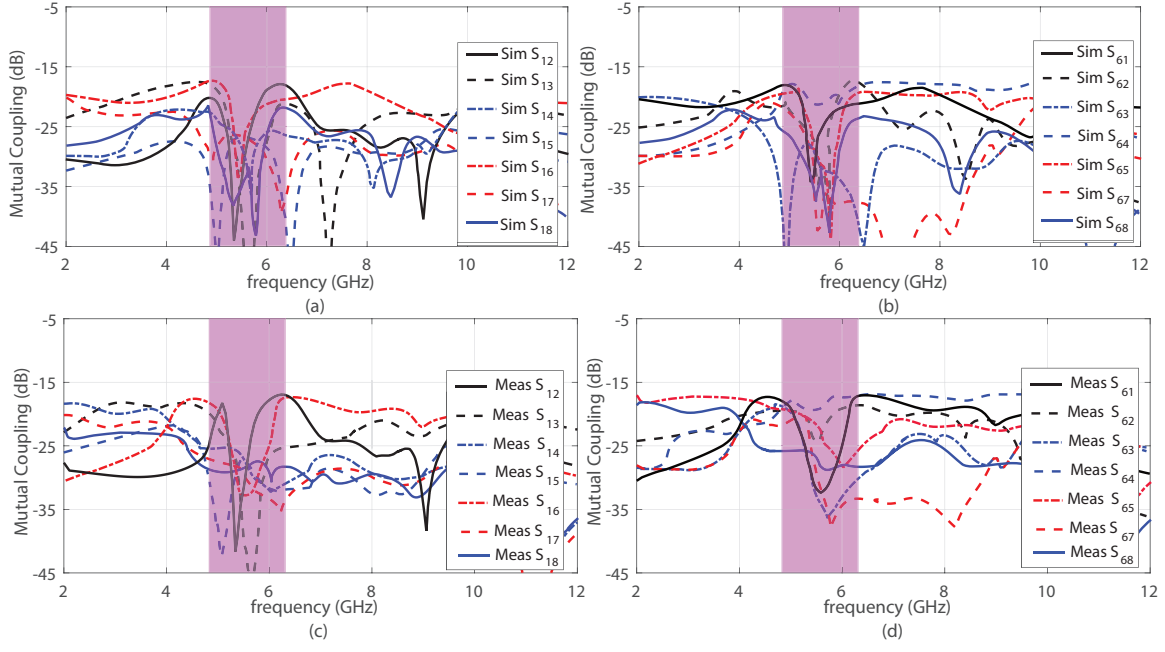 -5
-15
-25
-35
-45
Mutual Coupling (dB)
2 4 6 8 10 12
frequency (GHz)
(a)
Sim S12
Sim S13
Sim S14
Sim S15
Sim S16
Sim S17
Sim S18
-5
-15
-25
-35
-45
Mutual Coupling (dB)
2 4 6 8 10 12
frequency (GHz)
(b)
Sim S61
Sim S62
Sim S63
Sim S64
Sim S65
Sim S67
Sim S68
-5
-15
-25
-35
-45
Mutual Coupling (dB)
2 4 6 8 10 12
frequency (GHz)
(c)
Meas S12
Meas S13
Meas S14
Meas S15
Meas S16
Meas S17
Meas S18
-5
-15
-25
-35
-45
Mutual Coupling (dB)
2 4 6 8 10 12
frequency (GHz)
(d)
Meas S61
Meas S62
Meas S63
Meas S64
Meas S65
Meas S67
Meas S68